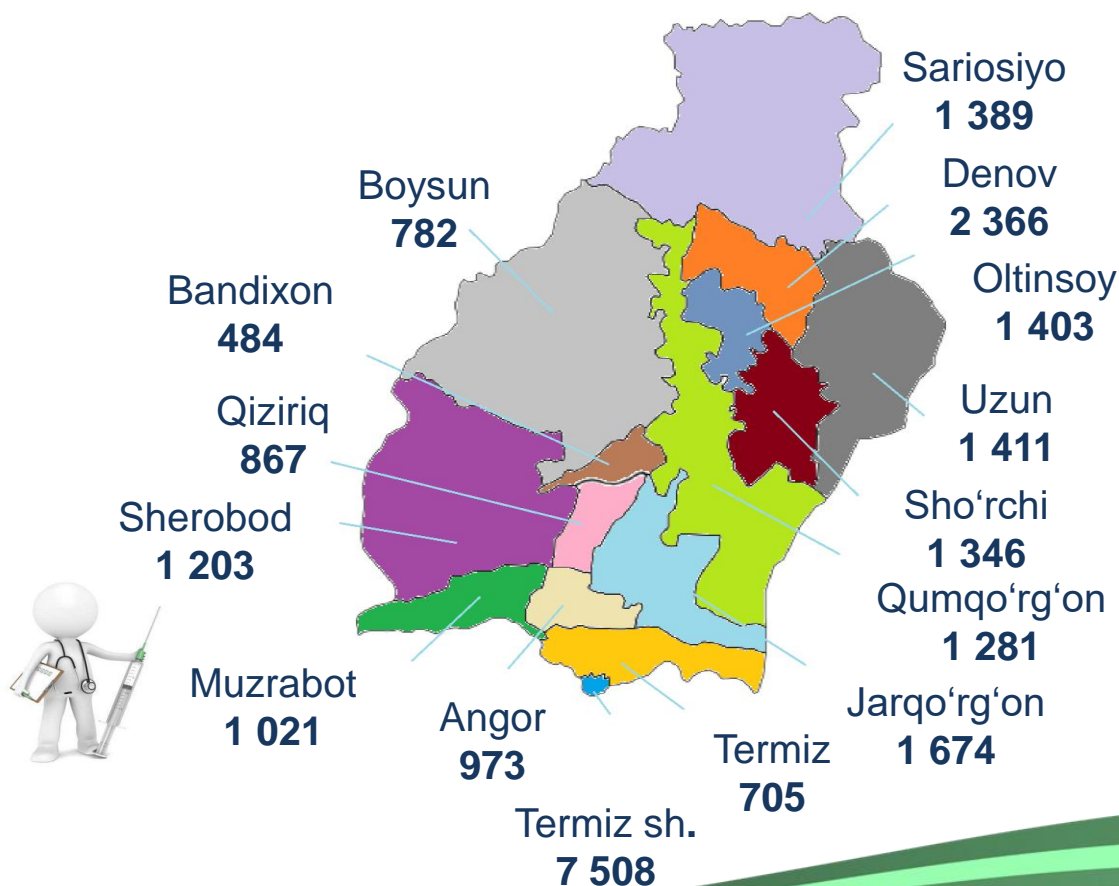 Sariosiyo
1 389
Denov
2 366
Oltinsoy
1 403
Uzun
1 411
Sho‘rchi
1 346
Qumqo‘rg‘on
1 281
Jarqo‘rg‘on
1 674
Termiz
705
Termiz sh.
7 508
Angor
973
Muzrabot
1 021
Sherobod
1 203
Qiziriq
867
Bandixon
484
Boysun
782